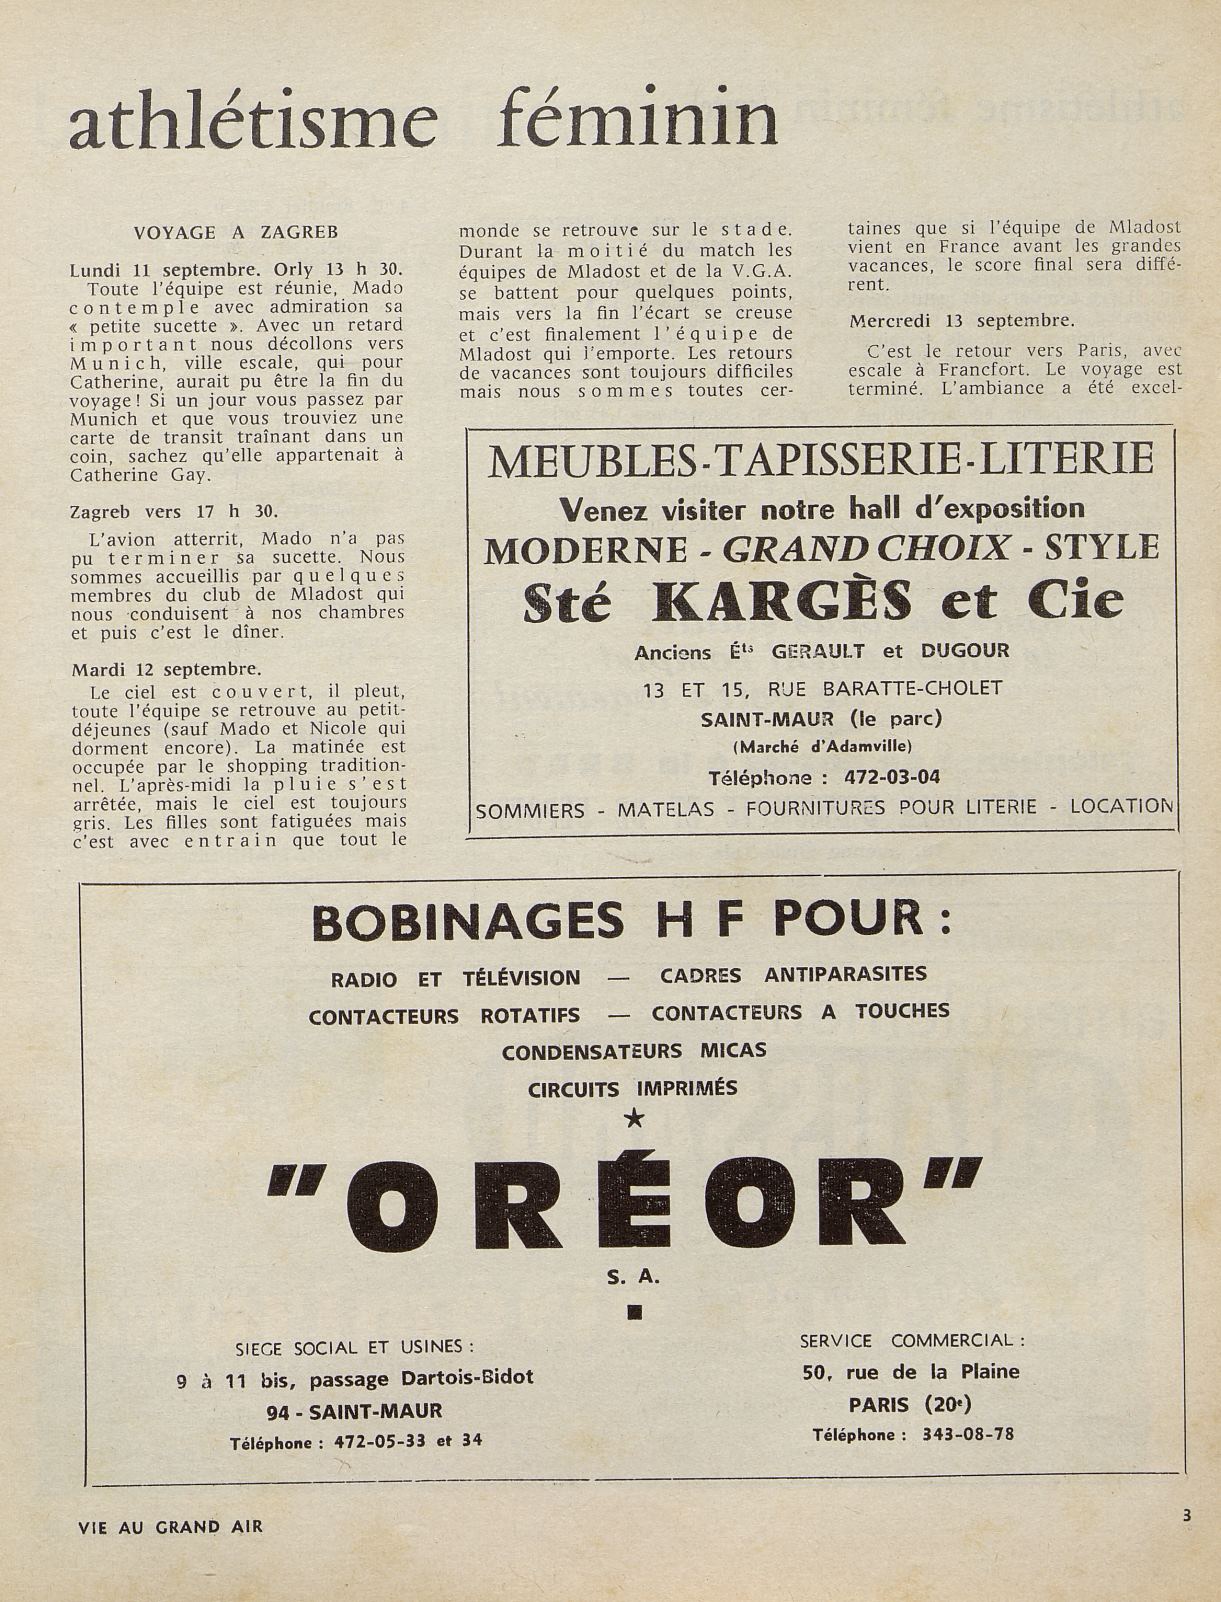 athlétisme féminin
VOYAGE A ZAGREB
Lundi 11 septembre. Orly 13 h 30.
Toute l'équipe est réunie, Mado
contemple avec admiration sa
« petite sucette ». Avec un retard
important nous décollons vers
Munich, ville escale, qui pour
Catherine, aurait pu être la fin du
voyage ! Si un jour vous passez par
Munich et que vous trouviez une
carte de transit traînant dans un
coin, sachez qu'elle appartenait à
Catherine Gay.
Zagreb vers 17 h 30.
L'avion atterrit, Mado n'a pas
pu terminer sa sucette. Nous
sommes accueillis par quelques
membres du club de Mladost qui
nous conduisent à nos chambres
et puis c'est le dîner.
Mardi 12 septembre.
Le ciel est couvert, il pleut,
toute l'équipe se retrouve au petit-
déjeunes (sauf Mado et Nicole qui
dorment encore). La matinée est
occupée par le shopping tradition-
nel. L'après-midi la pluie s'est
arrêtée, mais le ciel est toujours
gris. Les filles sont fatiguées mais
c'est avec entrain que tout le
monde se retrouve sur le stade.
Durant la moitié du match les
équipes de Mladost et de la V.G.A.
se battent pour quelques points,
mais vers la fin l'écart se creuse
et c'est finalement l'équipe de
Mladost qui l'emporte. Les retours
de vacances sont toujours difficiles
mais nous sommes toutes cer-
taines que si l'équipe de Mladost
vient en France avant les grandes
vacances, le score final sera diffé-
rent.
Mercredi 13 septembre.
C'est le retour vers Paris, avec
escale à Francfort. Le voyage est
terminé. L'ambiance a été excel-
MEUBLES-TAPISSERIE-LITERIE
Venez visiter notre hall d'exposition
MODERNE - GRAND CHOIX - STYLE
Sté KARGÈS et Cie
Anciens Éts GERAULT et DUGOUR
13 ET 15, RUE BARATTE-CHOLET
SAINT-MAUR (le parc)
(Marché d'Adamville)
Téléphone : 472-03-04
SOMMIERS - MATELAS - FOURNITURES POUR LITERIE - LOCATION
BOBINAGES H F POUR :
RADIO ET TÉLÉVISION — CADRES ANTIPARASITES
CONTACTEURS ROTATIFS — CONTACTEURS A TOUCHES
CONDENSATEURS MICAS
CIRCUITS IMPRIMÉS
★
"ORÉOR"
S. A.
■
SIEGE SOCIAL ET USINES :
9 à 11 bis, passage Dartois-Bidot
94 - SAINT-MAUR
Téléphone : 472-05-33 et 34
SERVICE COMMERCIAL :
50, rue de la Plaine
PARIS (20e)
Téléphone : 343-08-78
VIE AU GRAND AIR
3